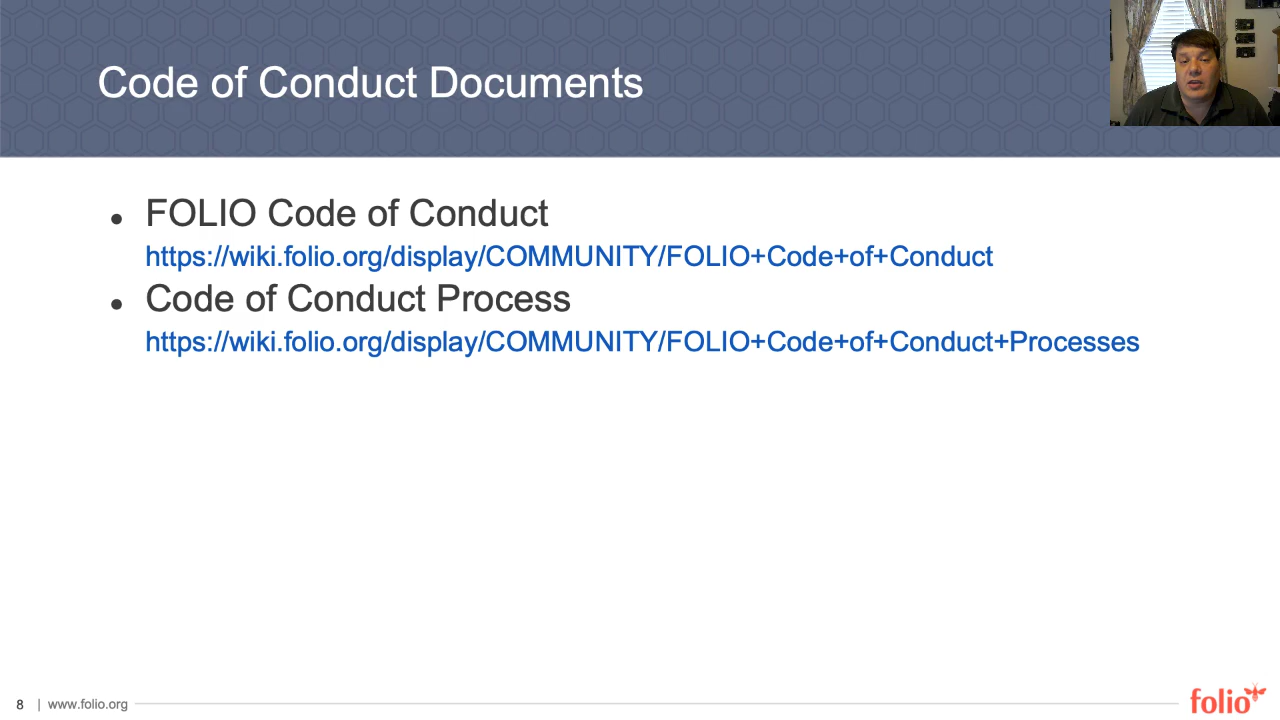 Code of Conduct Documents
● FOLIO Code of Conduct
https://wiki.folio.org/display/COMMUNITY/FOLIO+Code+of+Conduct
● Code of Conduct Process
https://wiki.folio.org/display/COMMUNITY/FOLIO+Code+of+Conduct+Processes
8 | www.folio.org
folio